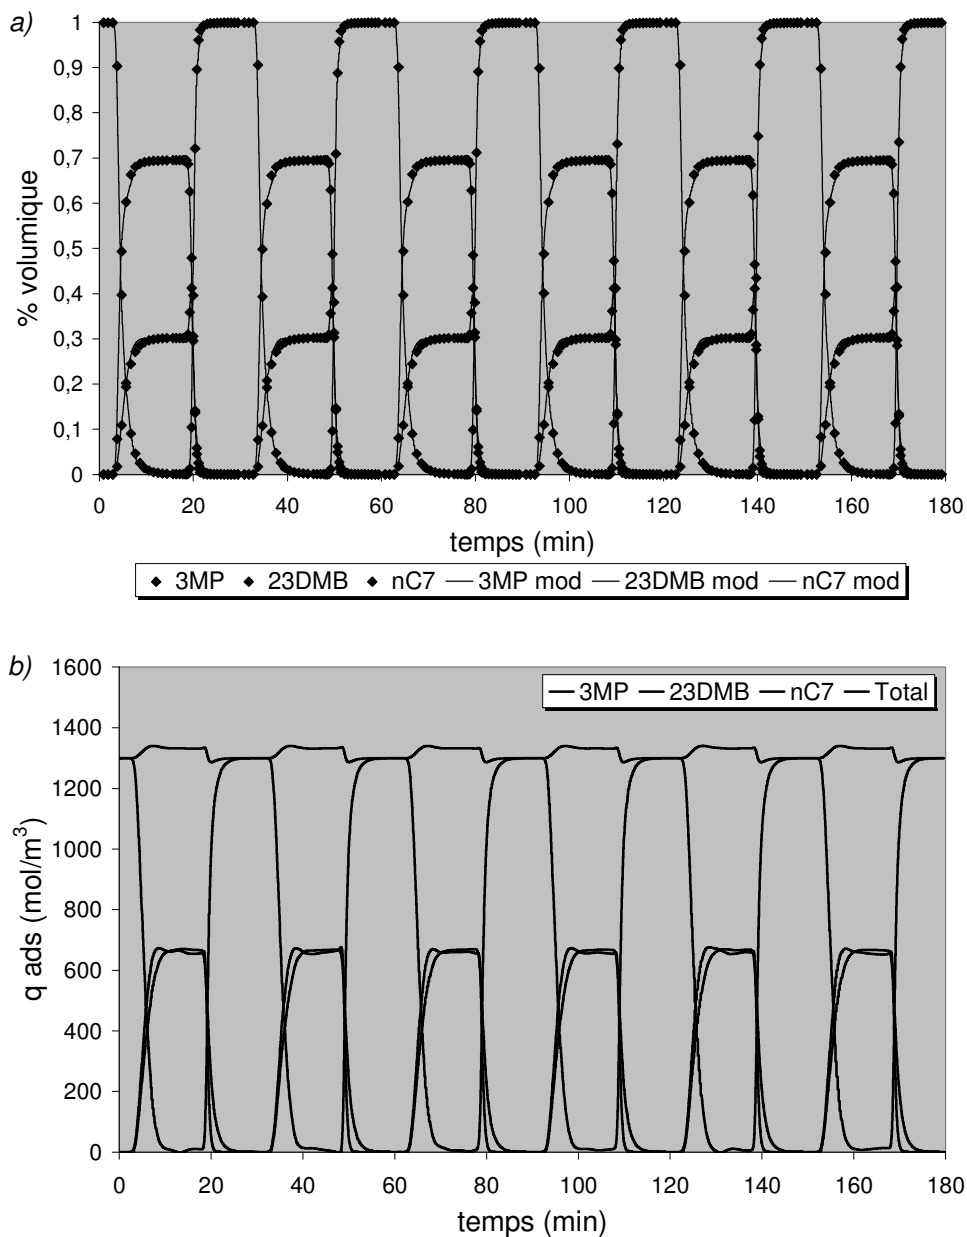 a)
1
0,9
0,8
0,7
0,6
0,5
0,4
0,3
0,2
0,1
0
% volumique
0 20 40 60 80 100 120 140 160 180
temps (min)
3MP 23DMB nC7 3MP mod 23DMB mod nC7 mod
b)
1600
1400
1200
1000
800
600
400
200
0
q ads (mol/m³)
3MP 23DMB nC7 Total
0 20 40 60 80 100 120 140 160 180
temps (min)